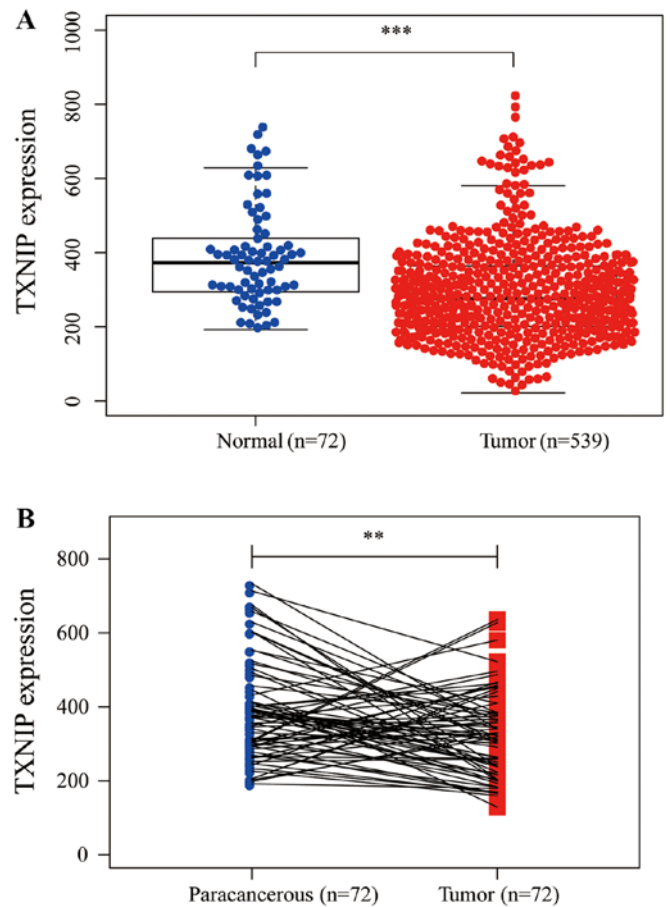 A
***
1000
800
600
400
200
0
TXNIP expression
Normal (n=72) Tumor (n=539)
B
**
800
600
400
200
0
TXNIP expression
Paracancerous (n=72) Tumor (n=72)